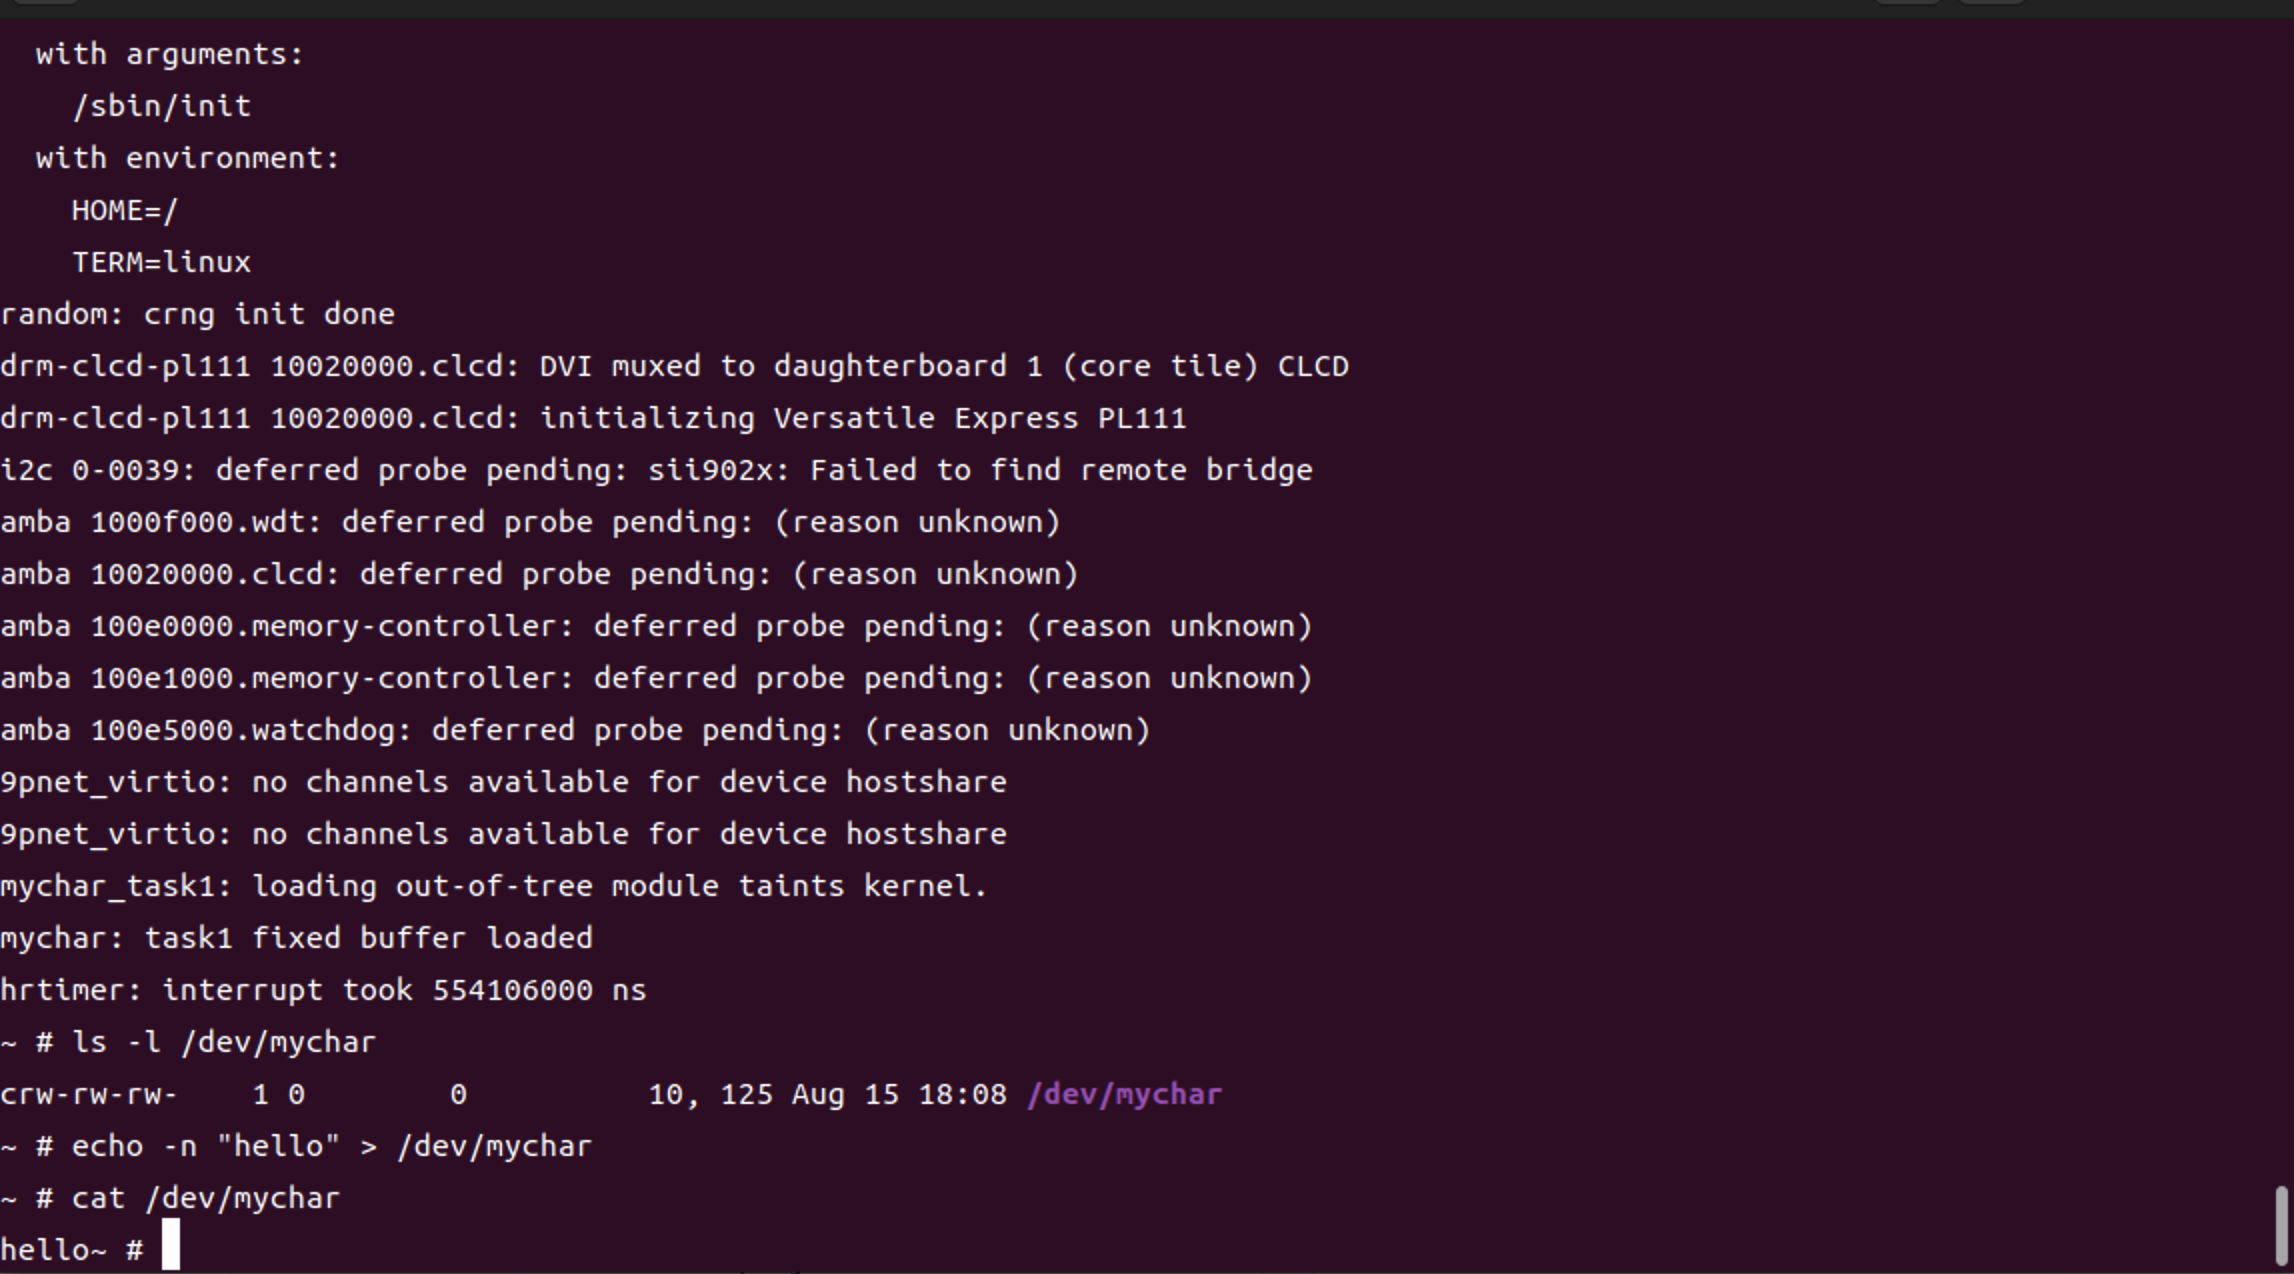 with arguments:
/sbin/init
with environment:
HOME=/
TERM=linux
random: crng init done
drm-clcd-pl111 10020000.clcd: DVI muxed to daughterboard 1 (core tile) CLCD
drm-clcd-pl111 10020000.clcd: initializing Versatile Express PL111
i2c 0-0039: deferred probe pending: sii902x: Failed to find remote bridge
amba 1000f000.wdt: deferred probe pending: (reason unknown)
amba 10020000.clcd: deferred probe pending: (reason unknown)
amba 100e0000.memory-controller: deferred probe pending: (reason unknown)
amba 100e1000.memory-controller: deferred probe pending: (reason unknown)
amba 100e5000.watchdog: deferred probe pending: (reason unknown)
9pnet_virtio: no channels available for device hostshare
9pnet_virtio: no channels available for device hostshare
mychar_task1: loading out-of-tree module taints kernel.
mychar: task1 fixed buffer loaded
hrtimer: interrupt took 554106000 ns
~ # ls -l /dev/mychar
crw-rw-rw-    1 0        0          10, 125 Aug 15 18:08 /dev/mychar
~ # echo -n "hello" > /dev/mychar
~ # cat /dev/mychar
hello~ #